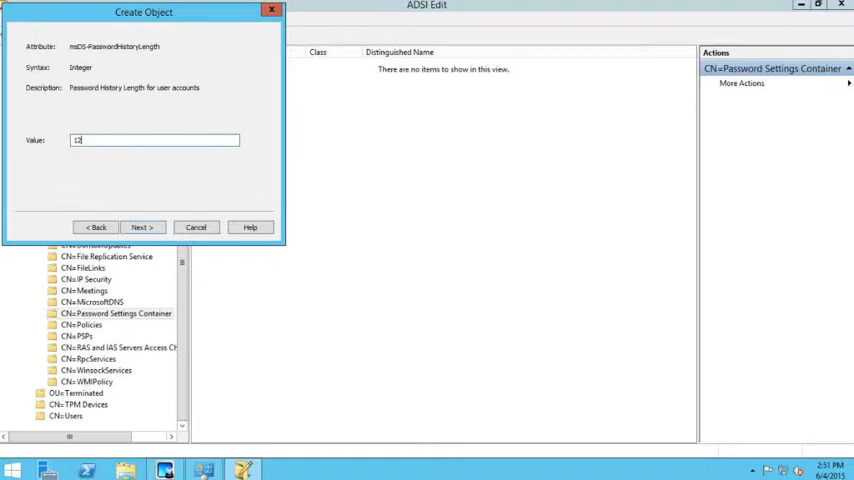 Create Object
ADSI Edit
Attribute: msDS-PasswordHistoryLength
Syntax: Integer
Description: Password History Length for user accounts
Value: 12
< Back
Next >
Cancel
Help
Class
Distinguished Name
There are no items to show in this view.
Actions
CN=Password Settings Container
More Actions
CN=File Replication Service
CN=FileLinks
CN=IP Security
CN=Meetings
CN=MicrosoftDNS
CN=Password Settings Container
CN=Policies
CN=PSPs
CN=RAS and IAS Servers Access Ch
CN=RpcServices
CN=WinsockServices
CN=WMIPolicy
OU=Terminated
CN=TPM Devices
CN=Users
2:51 PM
6/4/2015